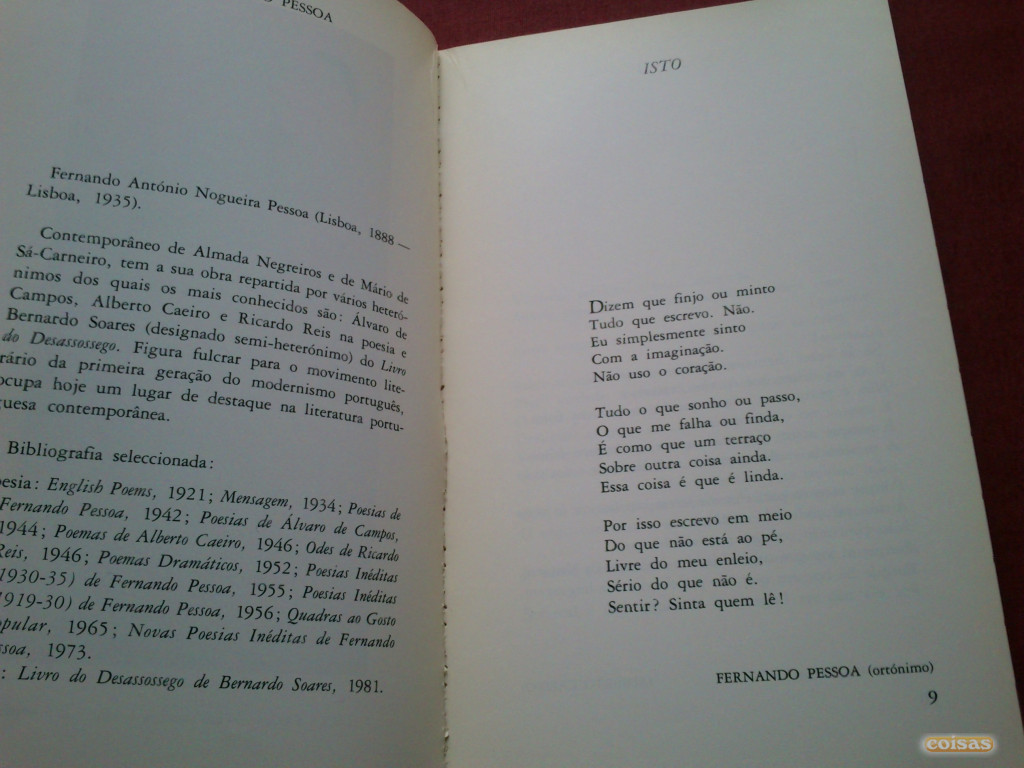 PESSOA
Fernando António Nogueira Pessoa (Lisboa, 1888 —
Lisboa, 1935).
Contemporâneo de Almada Negreiros e de Mário de
Sá-Carneiro, tem a sua obra repartida por vários heteró-
nimos dos quais os mais conhecidos são: Álvaro de
Campos, Alberto Caeiro e Ricardo Reis na poesia e
Bernardo Soares (designado semi-heterónimo) do Livro
do Desassossego. Figura fulcrar para o movimento lite-
rário da primeira geração do modernismo português,
ocupa hoje um lugar de destaque na literatura portu-
guesa contemporânea.
Bibliografia seleccionada:
esia: English Poems, 1921; Mensagem, 1934; Poesias de
Fernando Pessoa, 1942; Poesias de Álvaro de Campos,
1944; Poemas de Alberto Caeiro, 1946; Odes de Ricardo
Reis, 1946; Poemas Dramáticos, 1952; Poesias Inéditas
(1930-35) de Fernando Pessoa, 1955; Poesias Inéditas
(1919-30) de Fernando Pessoa, 1956; Quadras ao Gosto
opular, 1965; Novas Poesias Inéditas de Fernando
ssoa, 1973.
: Livro do Desassossego de Bernardo Soares, 1981.
ISTO
Dizem que finjo ou minto
Tudo que escrevo. Não.
Eu simplesmente sinto
Com a imaginação.
Não uso o coração.
Tudo o que sonho ou passo,
O que me falha ou finda,
É como que um terraço
Sobre outra coisa ainda.
Essa coisa é que é linda.
Por isso escrevo em meio
Do que não está ao pé,
Livre do meu enleio,
Sério do que não é.
Sentir? Sinta quem lê!
FERNANDO PESSOA (ortónimo)
9
coisas